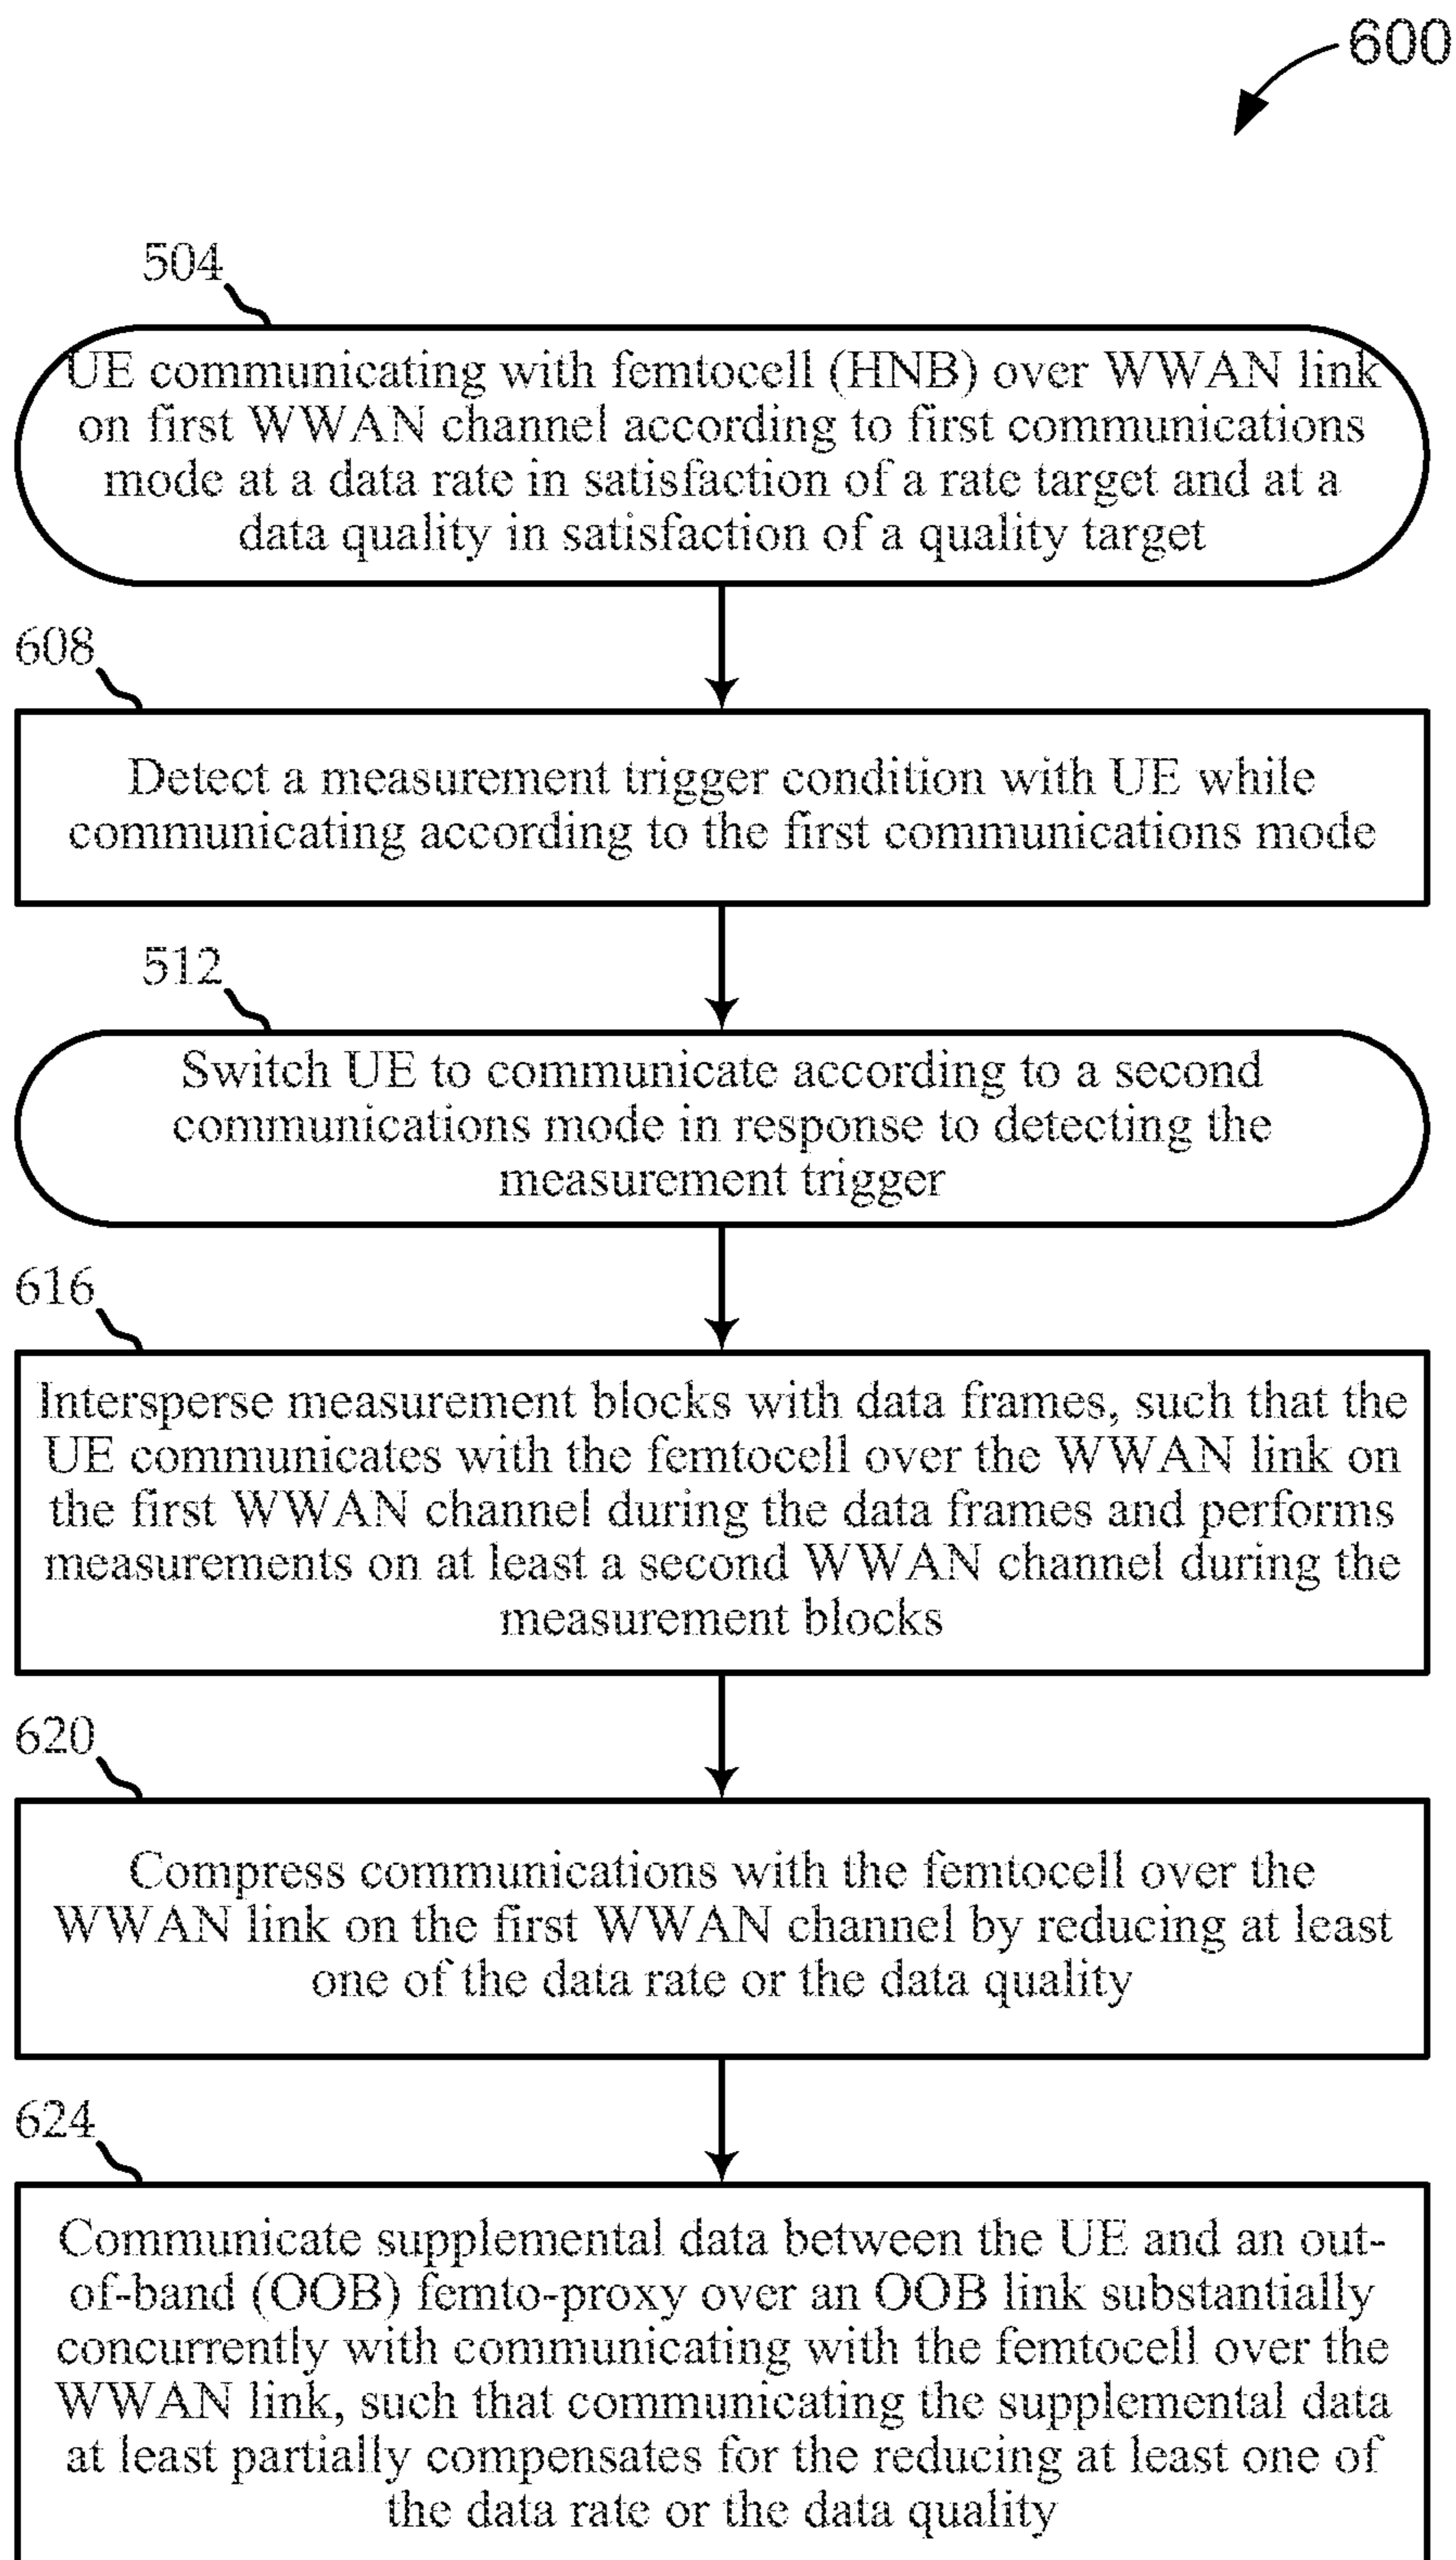 600
504
UE communicating with femtocell (HNB) over WWAN link
on first WWAN channel according to first communications
mode at a data rate in satisfaction of a rate target and at a
data quality in satisfaction of a quality target
608
Detect a measurement trigger condition with UE while
communicating according to the first communications mode
512
Switch UE to communicate according to a second
communications mode in response to detecting the
measurement trigger
616
Intersperse measurement blocks with data frames, such that the
UE communicates with the femtocell over the WWAN link on
the first WWAN channel during the data frames and performs
measurements on at least a second WWAN channel during the
measurement blocks
620
Compress communications with the femtocell over the
WWAN link on the first WWAN channel by reducing at least
one of the data rate or the data quality
624
Communicate supplemental data between the UE and an out-
of-band (OOB) femto-proxy over an OOB link substantially
concurrently with communicating with the femtocell over the
WWAN link, such that communicating the supplemental data
at least partially compensates for the reducing at least one of
the data rate or the data quality